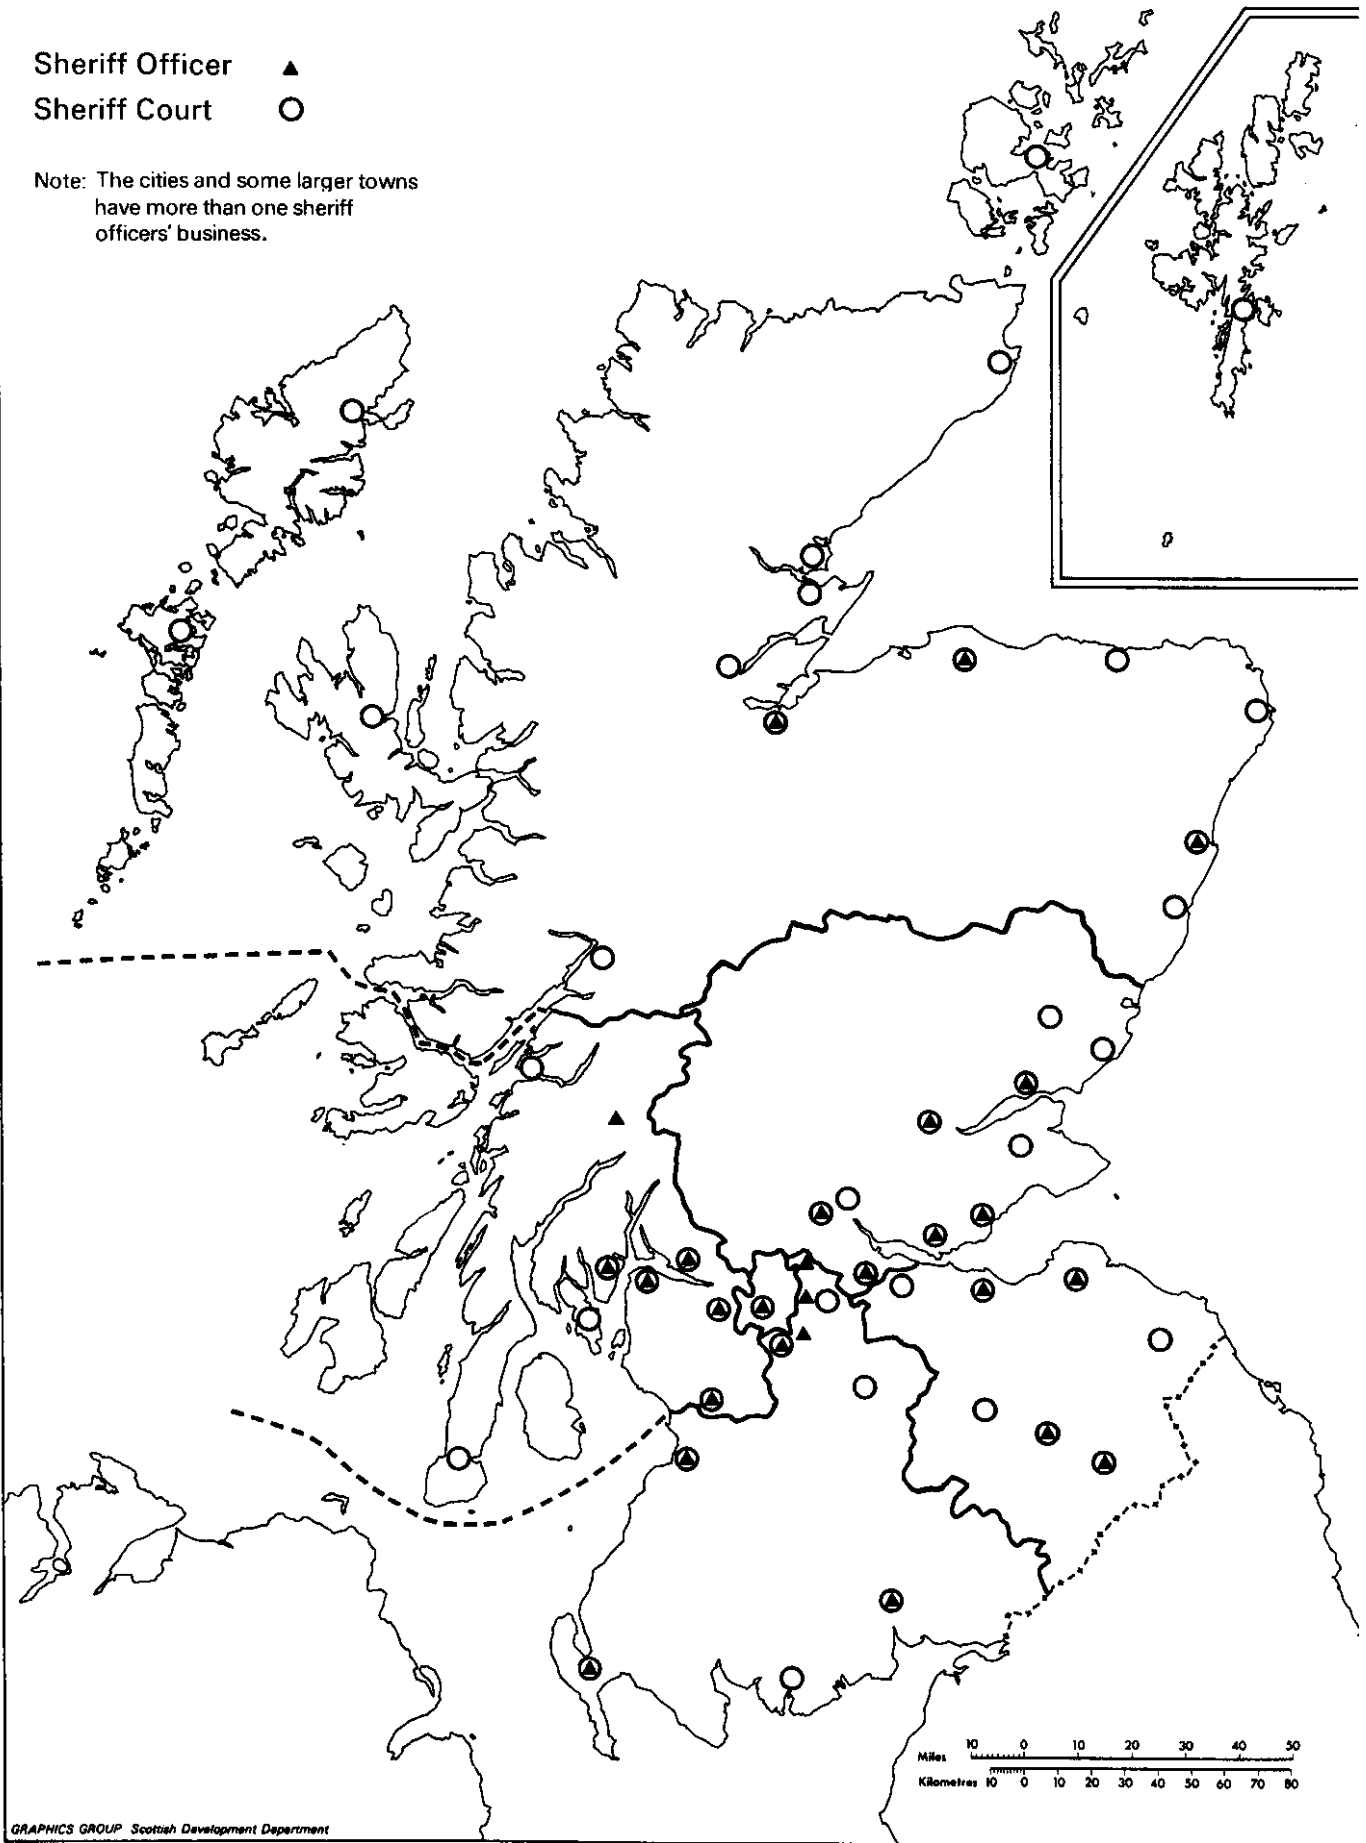 Sheriff Officer ▲
Sheriff Court ○
Note: The cities and some larger towns
have more than one sheriff
officers' business.
Miles 10 0 10 20 30 40 50
Kilometres 10 0 10 20 30 40 50 60 70 80
GRAPHICS GROUP Scottish Development Department